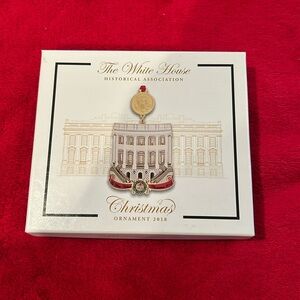 The White House
HISTORICAL ASSOCIATION
Christmas
ORNAMENT 2018